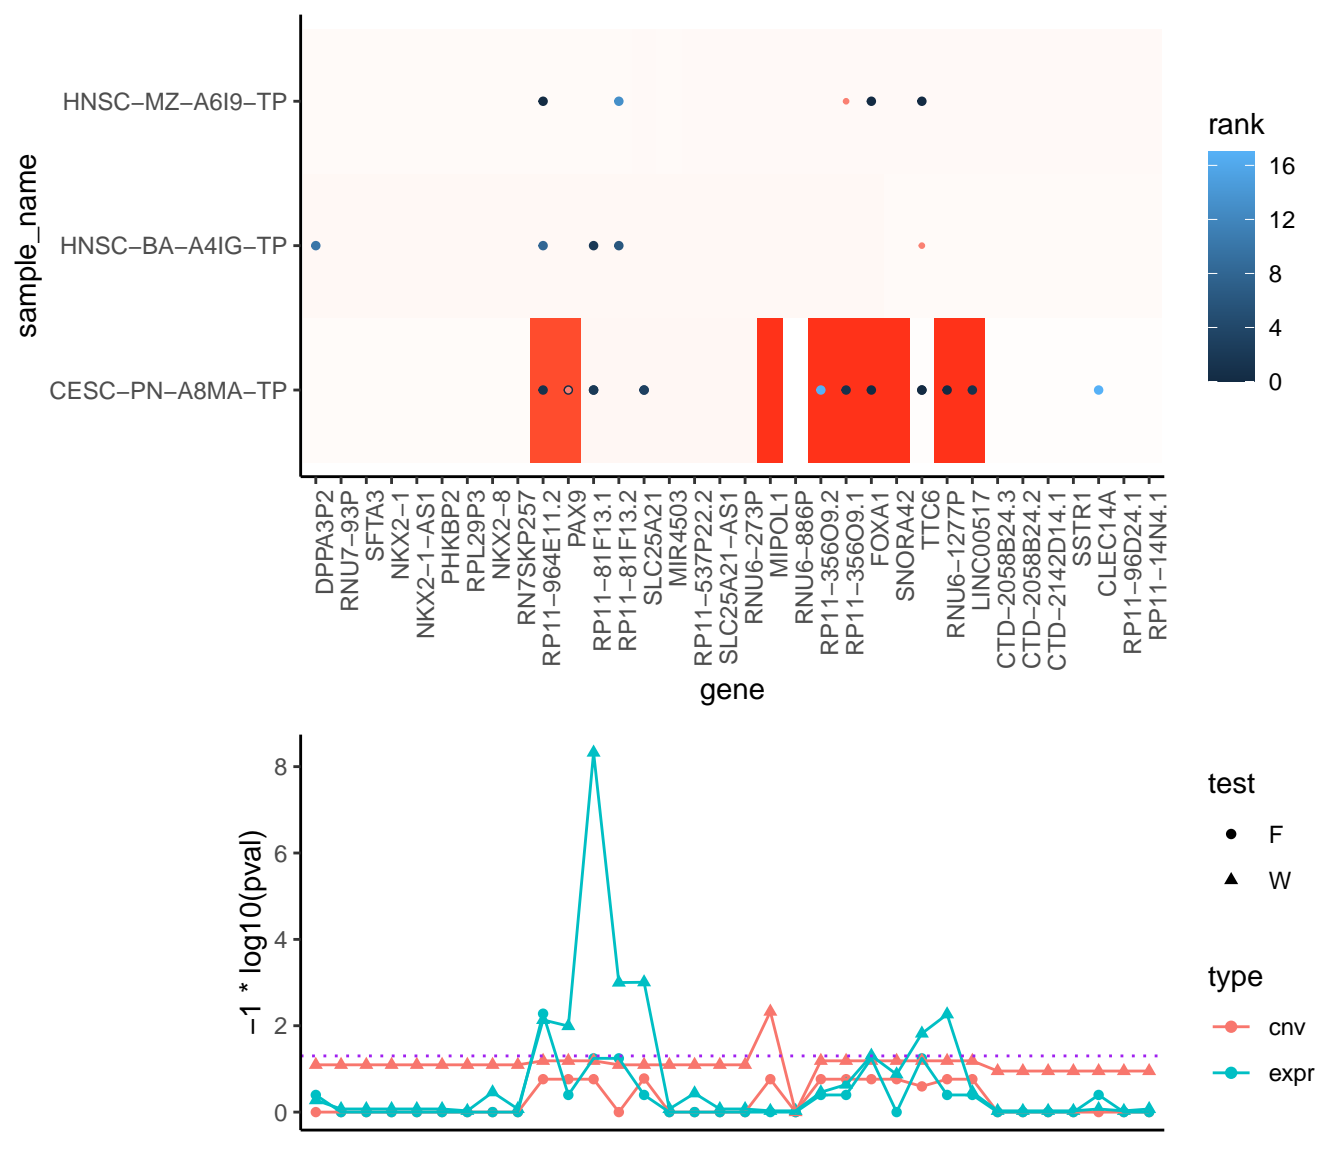 HNSC−MZ−A6I9−TP
HNSC−BA−A4IG−TP
CESC−PN−A8MA−TP
sample_name
DPPA3P2
RNU7−93P
SFTA3
NKX2−1
NKX2−1−AS1
PHKBP2
RPL29P3
NKX2−8
RN7SKP257
RP11−964E11.2
PAX9
RP11−81F13.1
RP11−81F13.2
SLC25A21
MIR4503
RP11−537P22.2
SLC25A21−AS1
RNU6−273P
MIPOL1
RNU6−886P
RP11−356O9.2
RP11−356O9.1
FOXA1
SNORA42
TTC6
RNU6−1277P
LINC00517
CTD−2058B24.3
CTD−2058B24.2
CTD−2142D14.1
SSTR1
CLEC14A
RP11−96D24.1
RP11−14N4.1
gene
rank
16
12
8
4
0
8
6
4
2
0
−1 * log10(pval)
test
F
W
type
cnv
expr